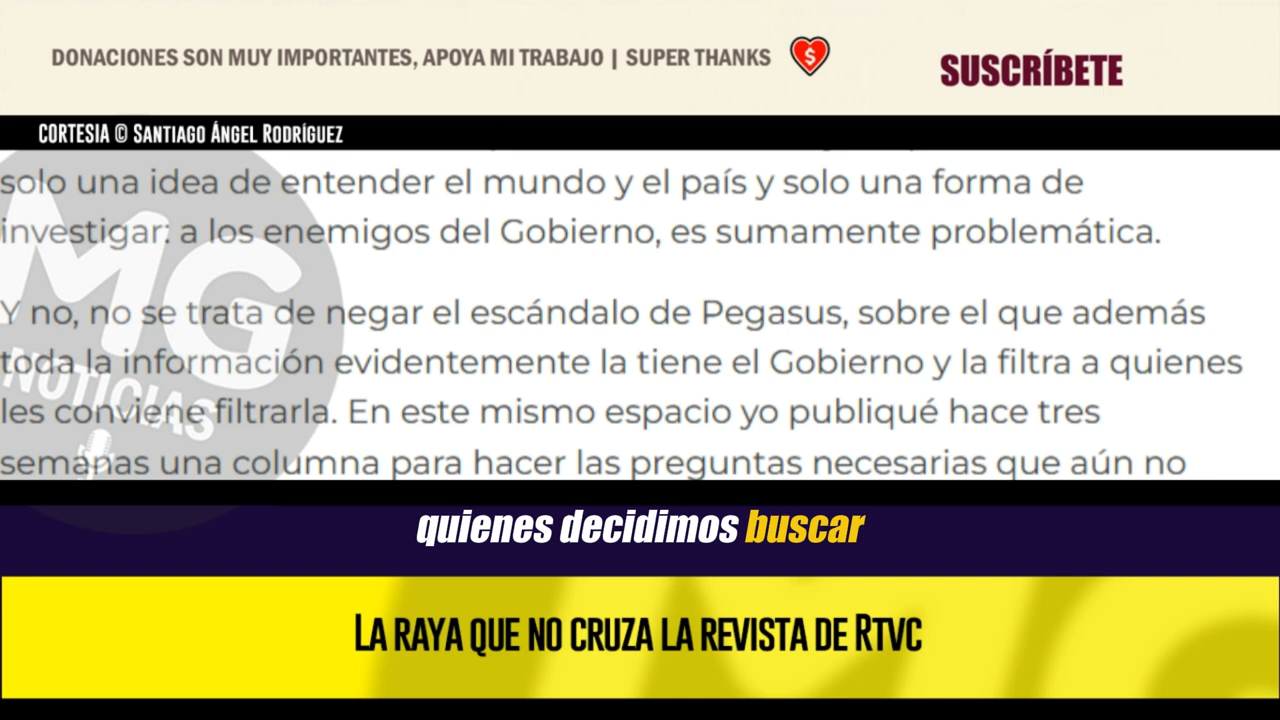 DONACIONES SON MUY IMPORTANTES, APOYA MI TRABAJO | SUPER THANKS $
SUSCRÍBETE
CORTESIA © SANTIAGO ÁNGEL RODRÍGUEZ
solo una idea de entender el mundo y el país y solo una forma de
investigar: a los enemigos del Gobierno, es sumamente problemática.
Y no, no se trata de negar el escándalo de Pegasus, sobre el que además
toda la información evidentemente la tiene el Gobierno y la filtra a quienes
les conviene filtrarla. En este mismo espacio yo publiqué hace tres
semanas una columna para hacer las preguntas necesarias que aún no
MG
NOTICIAS
quienes decidimos buscar
LA RAYA QUE NO CRUZA LA REVISTA DE RTVC